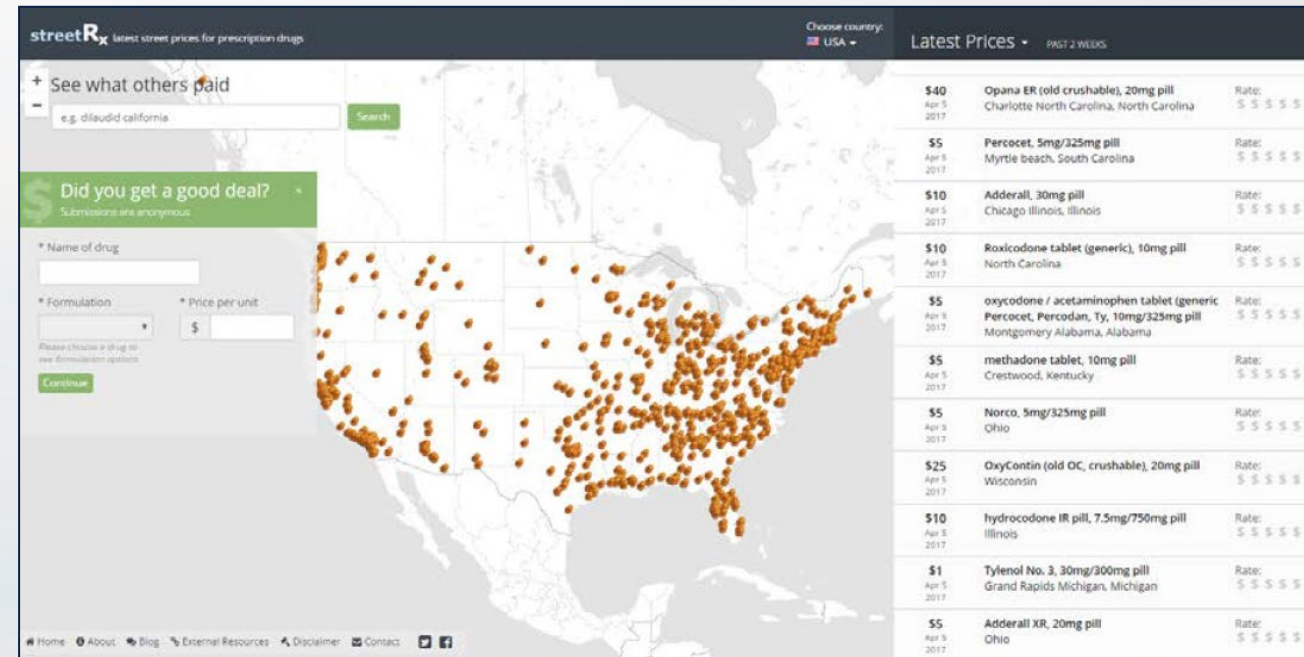 streetRx latest street prices for prescription drugs
Choose country:
USA
Latest Prices PAST 2 WEEKS
+
−
See what others paid
e.g. dilaudid california
Search
Did you get a good deal? ×
Submissions are anonymous
* Name of drug
* Formulation * Price per unit
$
Please choose a drug to
see formulation options
Continue
$40 Opana ER (old crushable), 20mg pill Rate:
Apr 5 Charlotte North Carolina, North Carolina $ $ $ $ $
2017
$5 Percocet, 5mg/325mg pill Rate:
Apr 5 Myrtle beach, South Carolina $ $ $ $ $
2017
$10 Adderall, 30mg pill Rate:
Apr 5 Chicago Illinois, Illinois $ $ $ $ $
2017
$10 Roxicodone tablet (generic), 10mg pill Rate:
Apr 5 North Carolina $ $ $ $ $
2017
$5 oxycodone / acetaminophen tablet (generic Rate:
Apr 5 Percocet, Percodan, Ty, 10mg/325mg pill $ $ $ $ $
2017 Montgomery Alabama, Alabama
$5 methadone tablet, 10mg pill Rate:
Apr 5 Crestwood, Kentucky $ $ $ $ $
2017
$5 Norco, 5mg/325mg pill Rate:
Apr 5 Ohio $ $ $ $ $
2017
$25 OxyContin (old OC, crushable), 20mg pill Rate:
Apr 5 Wisconsin $ $ $ $ $
2017
$10 hydrocodone IR pill, 7.5mg/750mg pill Rate:
Apr 5 Illinois $ $ $ $ $
2017
$1 Tylenol No. 3, 30mg/300mg pill Rate:
Apr 5 Grand Rapids Michigan, Michigan $ $ $ $ $
2017
$5 Adderall XR, 20mg pill Rate:
Apr 5 Ohio $ $ $ $ $
2017
Home About Blog External Resources Disclaimer Contact